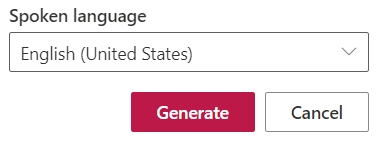 Spoken language
English (United States)
Generate Cancel